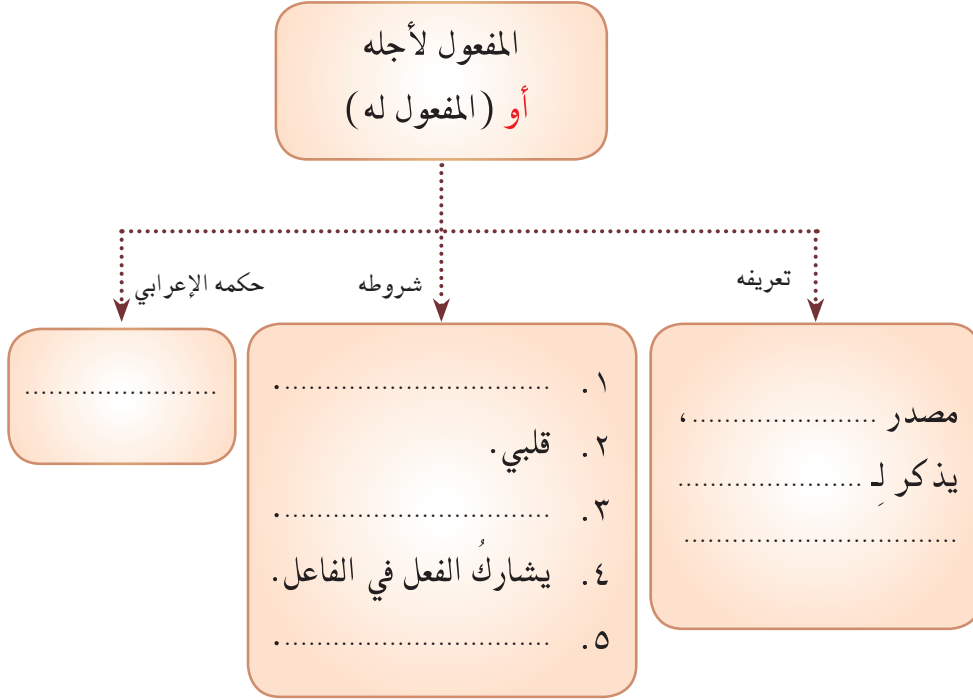 المفعول لأجله
أو (المفعول له)
تعريفه
مصدر ......................،
يذكر لِـ ......................
.................................
شروطه
١. .................................
٢. قلبي.
٣. .................................
٤. يشاركُ الفعل في الفاعل.
٥. .................................
حكمه الإعرابي
........................